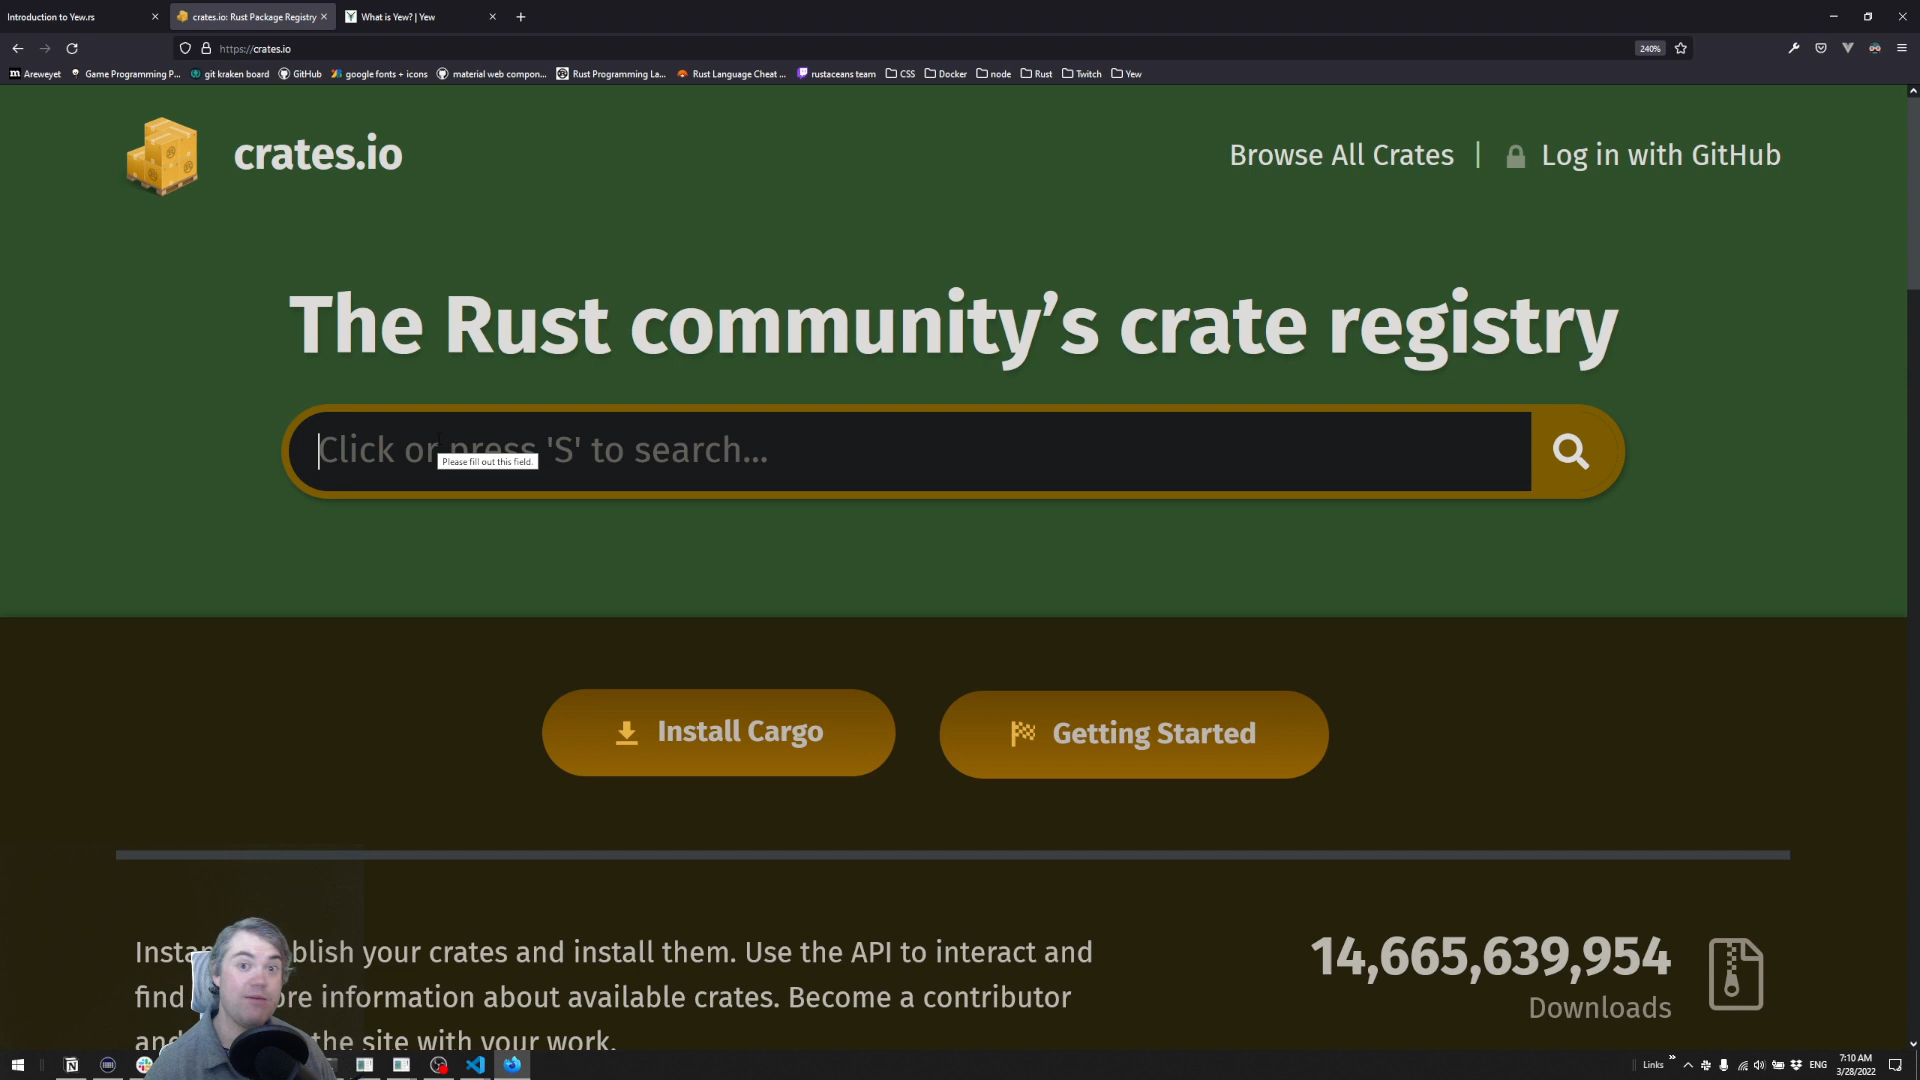 Introduction to Yew.rs
crates.io: Rust Package Registry
What is Yew? | Yew
https://crates.io
240%
Areweyet
Game Programming P...
git kraken board
GitHub
google fonts + icons
material web compon...
Rust Programming La...
Rust Language Cheat ...
rustaceans team
CSS
Docker
node
Rust
Twitch
Yew
crates.io
Browse All Crates
Log in with GitHub
The Rust community's crate registry
Click or press 'S' to search...
Please fill out this field.
Install Cargo
Getting Started
blish your crates and install them. Use the API to interact and
find ore information about available crates. Become a contributor
the site with your work.
14,665,639,954
Downloads
Links
ENG
7:10 AM
3/28/2022